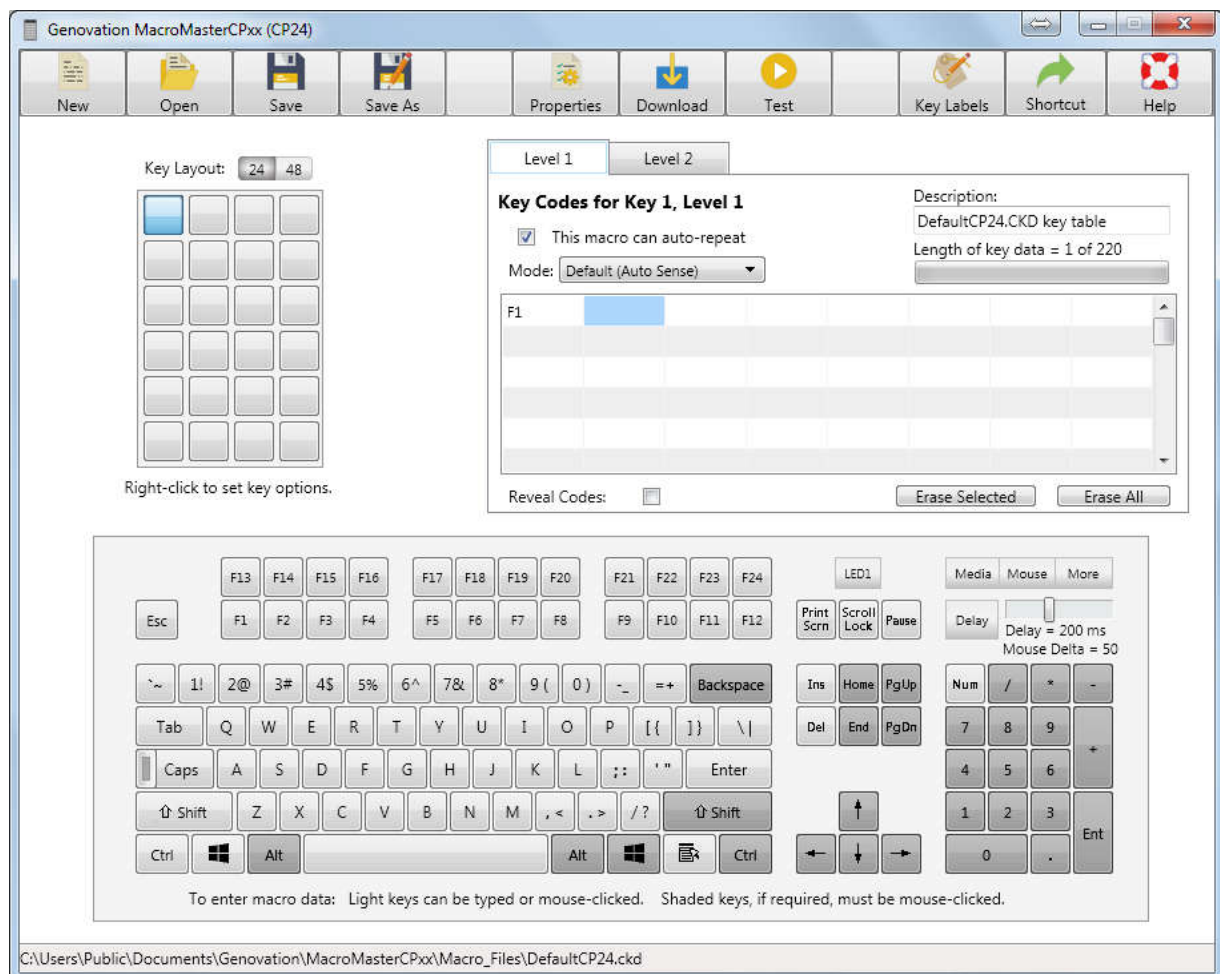 Genovation MacroMasterCPxx (CP24)
New Open Save Save As Properties Download Test Key Labels Shortcut Help
Key Layout: 24 48
Right-click to set key options.
Level 1 Level 2
Key Codes for Key 1, Level 1
This macro can auto-repeat
Mode: Default (Auto Sense)
Description:
DefaultCP24.CKD key table
Length of key data = 1 of 220
F1
Reveal Codes: Erase Selected Erase All
F13 F14 F15 F16 F17 F18 F19 F20 F21 F22 F23 F24 LED1 Media Mouse More
Esc F1 F2 F3 F4 F5 F6 F7 F8 F9 F10 F11 F12 Print Scrn Scroll Lock Pause Delay
Delay = 200 ms
Mouse Delta = 50
`~ 1! 2@ 3# 4$ 5% 6^ 7& 8* 9( 0) -_ =+ Backspace Ins Home PgUp Num / * -
Tab Q W E R T Y U I O P [{ ]} \| Del End PgDn 7 8 9 +
Caps A S D F G H J K L ;: '" Enter 4 5 6
⇧ Shift Z X C V B N M ,< .> /? ⇧ Shift ↑ 1 2 3 Ent
Ctrl Alt Alt Ctrl ← ↓ → 0 .
To enter macro data: Light keys can be typed or mouse-clicked. Shaded keys, if required, must be mouse-clicked.
C:\Users\Public\Documents\Genovation\MacroMasterCPxx\Macro_Files\DefaultCP24.ckd